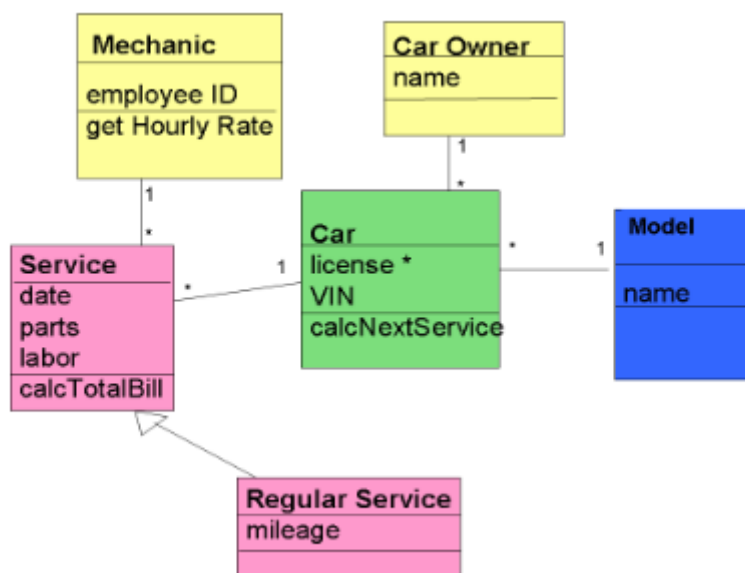 Mechanic
employee ID
get Hourly Rate
Car Owner
name
1
*
1
*
Service
date
parts
labor
calcTotalBill
*
1
Car
license *
VIN
calcNextService
*
1
Model
name
Regular Service
mileage